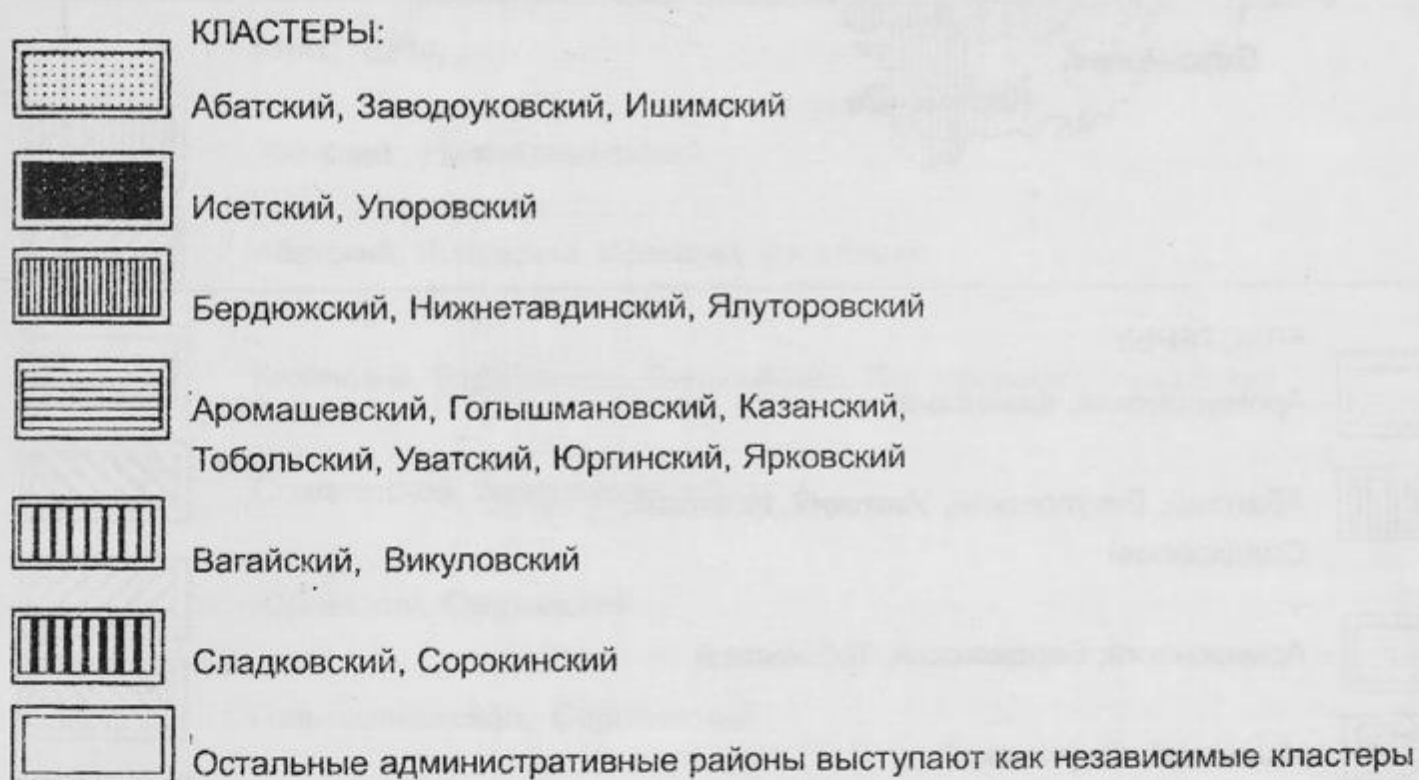 КЛАСТЕРЫ:
Абатский, Заводоуковский, Ишимский
Исетский, Упоровский
Бердюжский, Нижнетавдинский, Ялуторовский
Аромашевский, Голышмановский, Казанский,
Тобольский, Уватский, Юргинский, Ярковский
Вагайский, Викуловский
Сладковский, Сорокинский
Остальные административные районы выступают как независимые кластеры